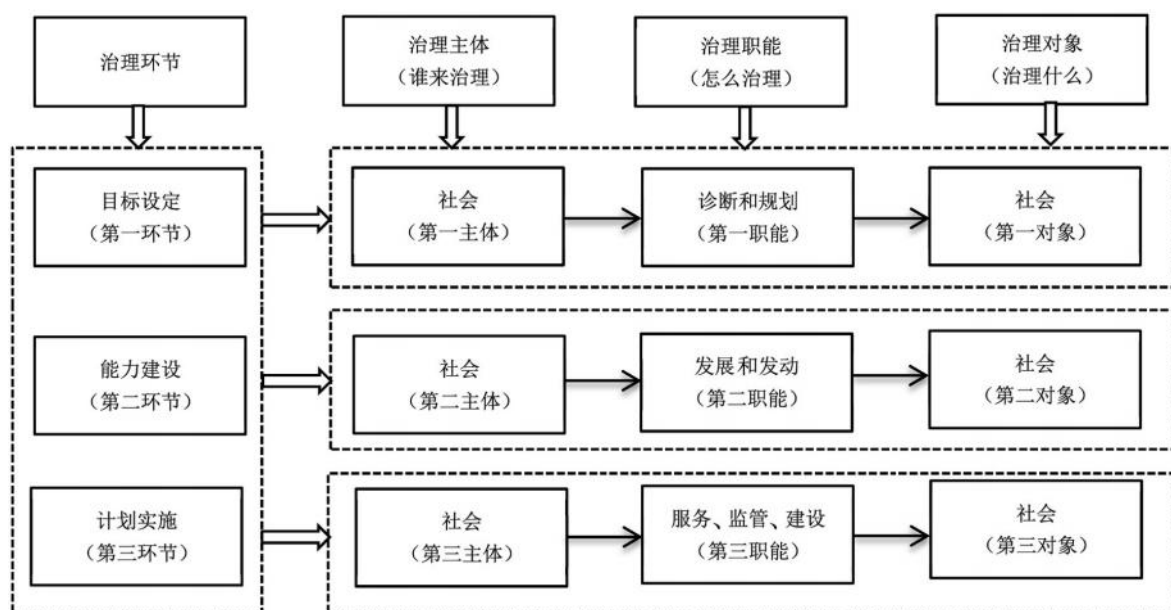 治理环节
治理主体
（谁来治理）
治理职能
（怎么治理）
治理对象
（治理什么）
目标设定
（第一环节）
社会
（第一主体）
诊断和规划
（第一职能）
社会
（第一对象）
能力建设
（第二环节）
社会
（第二主体）
发展和发动
（第二职能）
社会
（第二对象）
计划实施
（第三环节）
社会
（第三主体）
服务、监管、建设
（第三职能）
社会
（第三对象）